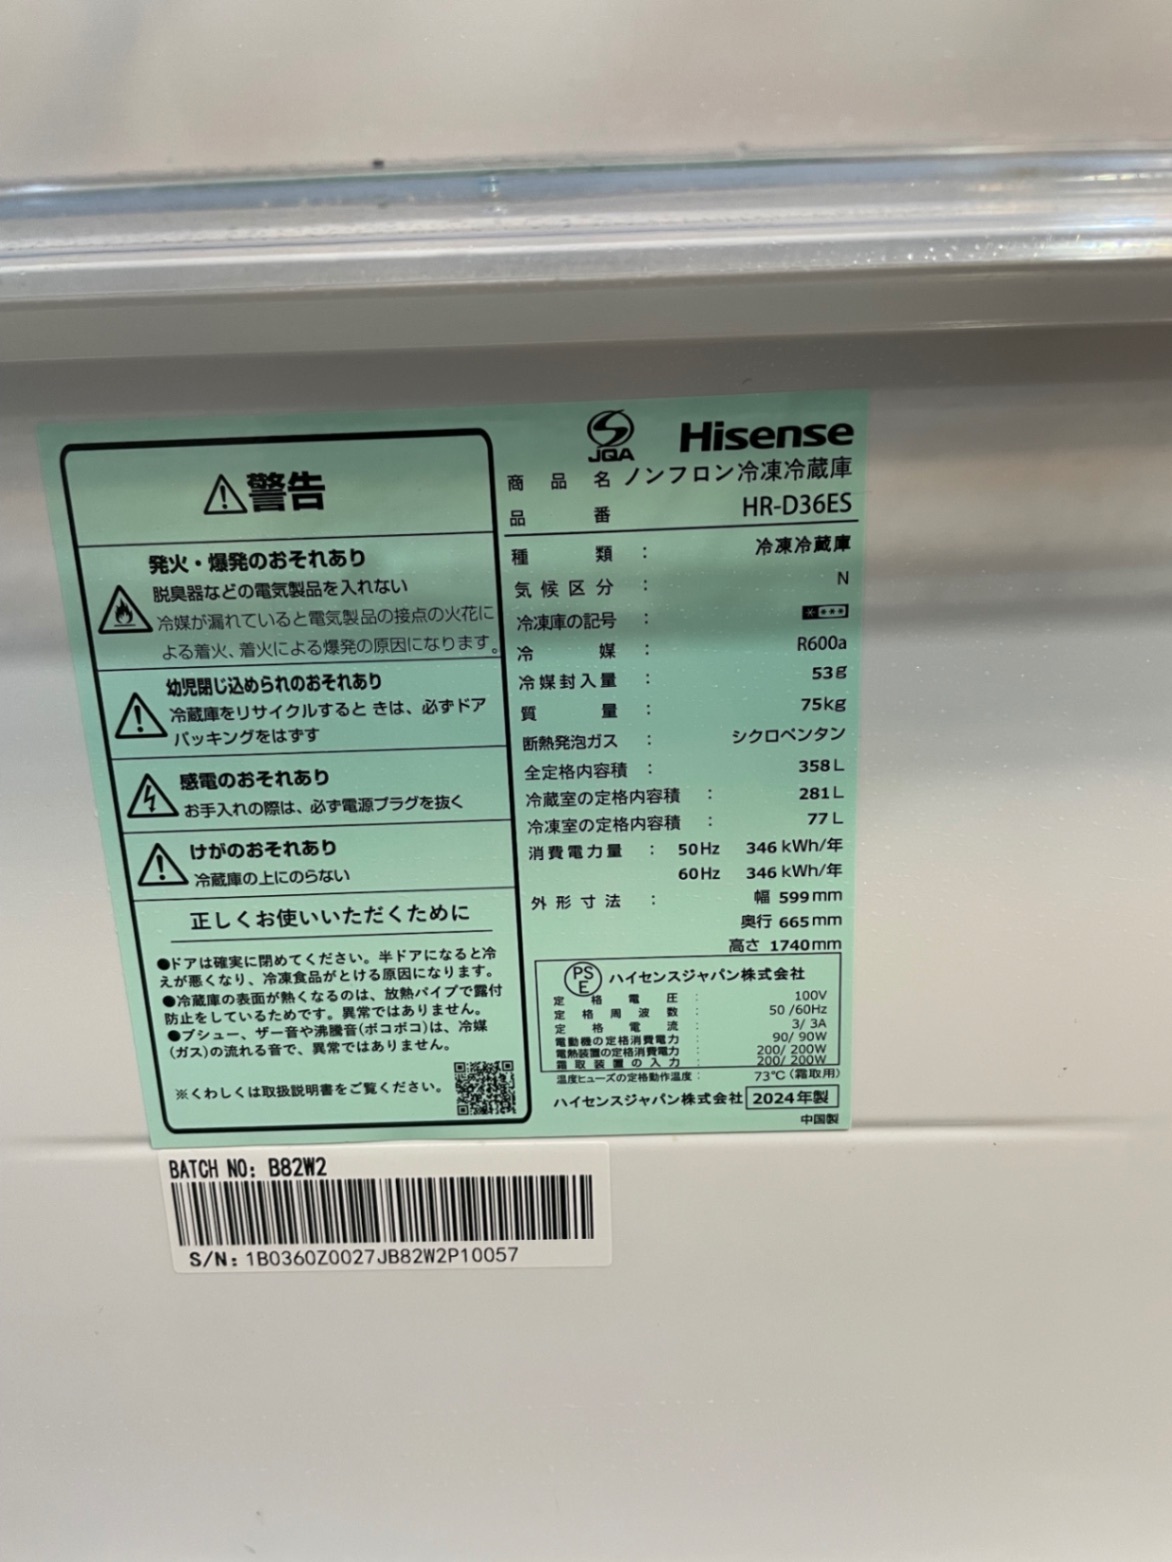 警告
発火・爆発のおそれあり
脱臭器などの電気製品を入れない
冷媒が漏れていると電気製品の接点の火花に
よる着火、着火による爆発の原因になります。
幼児閉じ込められのおそれあり
冷蔵庫をリサイクルすると きは、必ずドア
パッキングをはずす
感電のおそれあり
お手入れの際は、必ず電源プラグを抜く
けがのおそれあり
冷蔵庫の上にのらない
正しくお使いいただくために
●ドアは確実に閉めてください。半ドアになると冷
えが悪くなり、冷凍食品がとける原因になります。
●冷蔵庫の表面が熱くなるのは、放熱パイプで露付
防止をしているためです。異常ではありません。
●プシュー、ザー音や沸騰音(ポコポコ)は、冷媒
(ガス)の流れる音で、異常ではありません。
※くわしくは取扱説明書をご覧ください。
JQA Hisense
商品名 ノンフロン冷凍冷蔵庫
品番 HR-D36ES
種類 : 冷凍冷蔵庫
気候区分 : N
冷凍庫の記号 :
冷媒 : R600a
冷媒封入量 : 53g
質量 : 75kg
断熱発泡ガス : シクロペンタン
全定格内容積 : 358L
冷蔵室の定格内容積 : 281L
冷凍室の定格内容積 : 77L
消費電力量 : 50Hz 346 kWh/年
60Hz 346 kWh/年
外形寸法 : 幅 599mm
奥行 665mm
高さ 1740mm
PSE ハイセンスジャパン株式会社
定格電圧 : 100V
定格周波数 : 50 /60Hz
定格電流 : 3/ 3A
電動機の定格消費電力 : 90/ 90W
電熱装置の定格消費電力 : 200/ 200W
霜取装置の入力 : 200/ 200W
温度ヒューズの定格動作温度 : 73℃（霜取用）
ハイセンスジャパン株式会社 2024年製
中国製
BATCH NO: B82W2
S/N: 1B0360Z0027JB82W2P10057